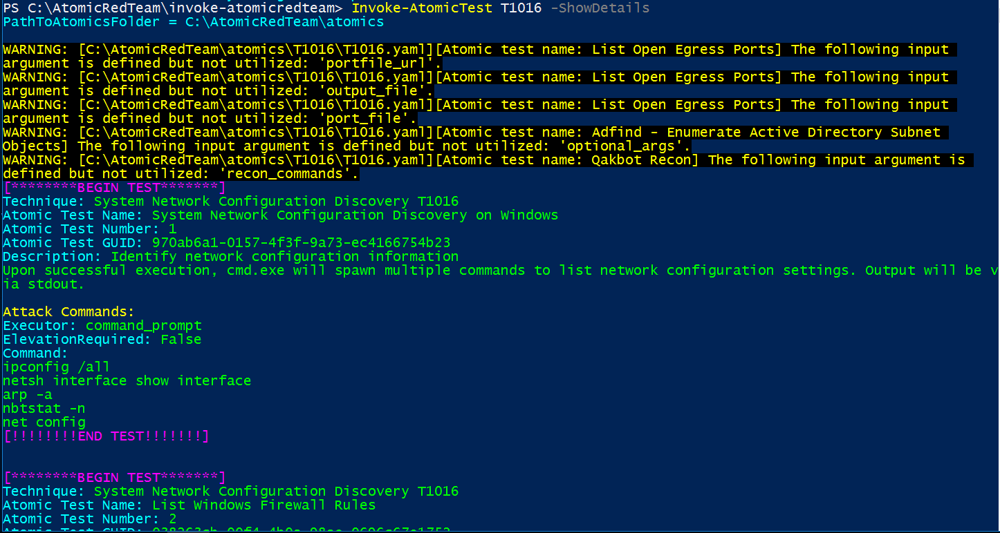 PS C:\AtomicRedTeam\invoke-atomicredteam> Invoke-AtomicTest T1016 -ShowDetails
PathToAtomicsFolder = C:\AtomicRedTeam\atomics
WARNING: [C:\AtomicRedTeam\atomics\T1016\T1016.yaml][Atomic test name: List Open Egress Ports] The following input
argument is defined but not utilized: 'portfile_url'.
WARNING: [C:\AtomicRedTeam\atomics\T1016\T1016.yaml][Atomic test name: List Open Egress Ports] The following input
argument is defined but not utilized: 'output_file'.
WARNING: [C:\AtomicRedTeam\atomics\T1016\T1016.yaml][Atomic test name: List Open Egress Ports] The following input
argument is defined but not utilized: 'port_file'.
WARNING: [C:\AtomicRedTeam\atomics\T1016\T1016.yaml][Atomic test name: Adfind - Enumerate Active Directory Subnet
Objects] The following input argument is defined but not utilized: 'optional_args'.
WARNING: [C:\AtomicRedTeam\atomics\T1016\T1016.yaml][Atomic test name: Qakbot Recon] The following input argument is
defined but not utilized: 'recon_commands'.
[********BEGIN TEST*******]
Technique: System Network Configuration Discovery T1016
Atomic Test Name: System Network Configuration Discovery on Windows
Atomic Test Number: 1
Atomic Test GUID: 970ab6a1-0157-4f3f-9a73-ec4166754b23
Description: Identify network configuration information
Upon successful execution, cmd.exe will spawn multiple commands to list network configuration settings. Output will be v
ia stdout.
Attack Commands:
Executor: command_prompt
ElevationRequired: False
Command:
ipconfig /all
netsh interface show interface
arp -a
nbtstat -n
net config
[!!!!!!!!END TEST!!!!!!!]
[********BEGIN TEST*******]
Technique: System Network Configuration Discovery T1016
Atomic Test Name: List Windows Firewall Rules
Atomic Test Number: 2
Atomic Test GUID: